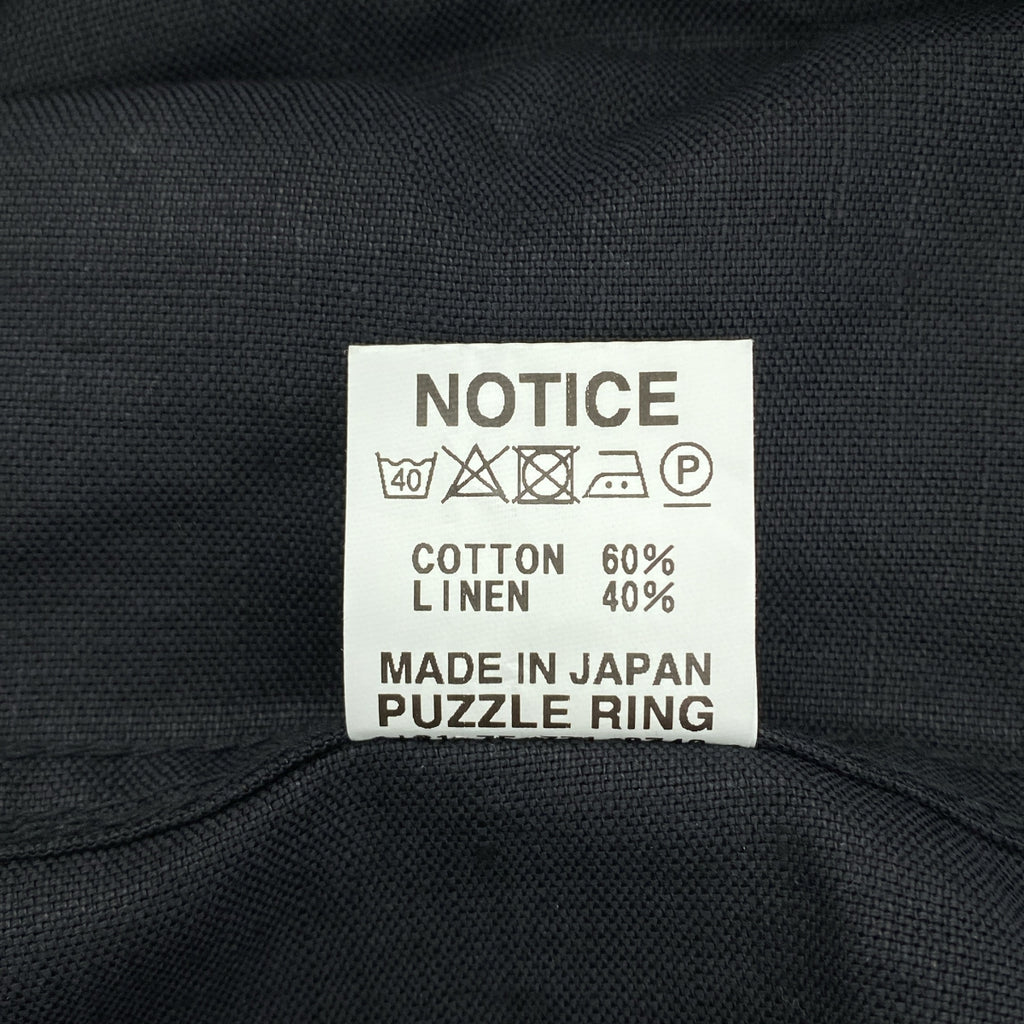 NOTICE
40 P
COTTON 60%
LINEN 40%
MADE IN JAPAN
PUZZLE RING